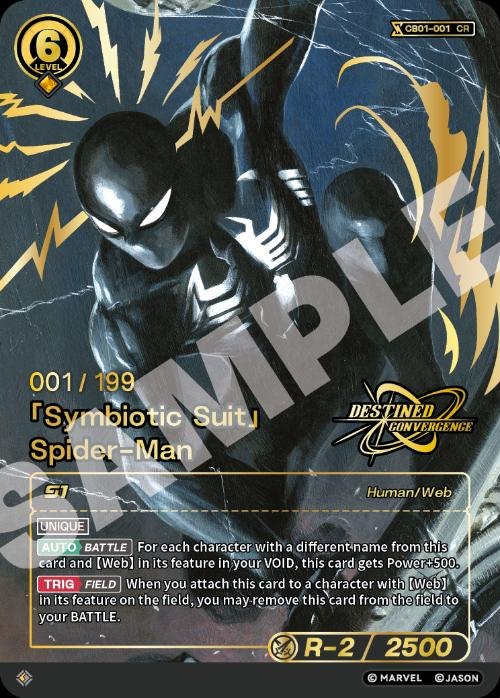 6
LEVEL
CB01-001 CR
SAMPLE
001/199
「Symbiotic Suit」
Spider-Man
DESTINED
CONVERGENCE
S1
Human/Web
UNIQUE
AUTO BATTLE For each character with a different name from this
card and 【Web】 in its feature in your VOID, this card gets Power+500.
TRIG FIELD When you attach this card to a character with 【Web】
in its feature on the field, you may remove this card from the field to
your BATTLE.
R-2 / 2500
© MARVEL ©JASON